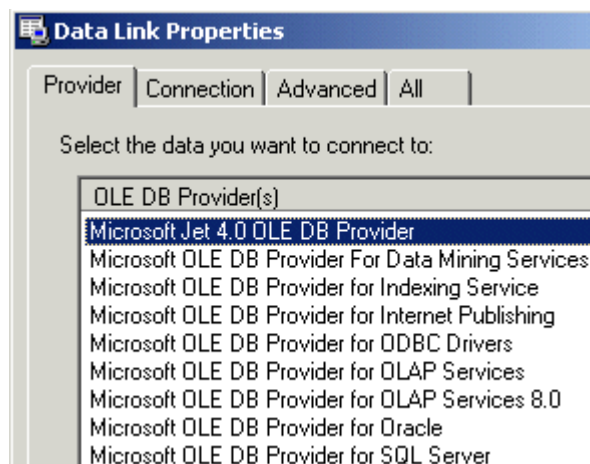 Data Link Properties
Provider Connection Advanced All
Select the data you want to connect to:
OLE DB Provider(s)
Microsoft Jet 4.0 OLE DB Provider
Microsoft OLE DB Provider For Data Mining Services
Microsoft OLE DB Provider for Indexing Service
Microsoft OLE DB Provider for Internet Publishing
Microsoft OLE DB Provider for ODBC Drivers
Microsoft OLE DB Provider for OLAP Services
Microsoft OLE DB Provider for OLAP Services 8.0
Microsoft OLE DB Provider for Oracle
Microsoft OLE DB Provider for SQL Server